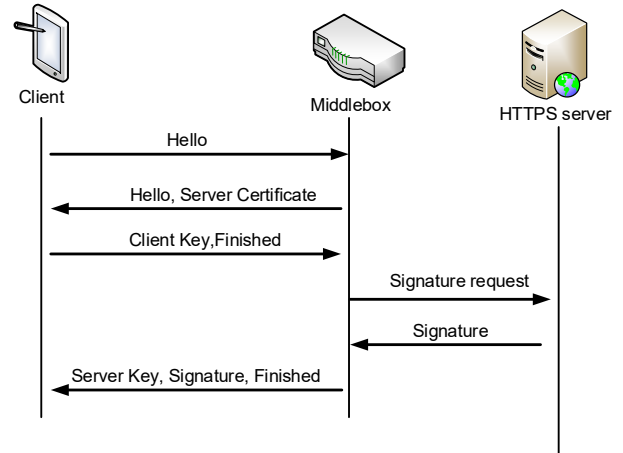 Client
Middlebox
HTTPS server
Hello
Hello, Server Certificate
Client Key,Finished
Signature request
Signature
Server Key, Signature, Finished